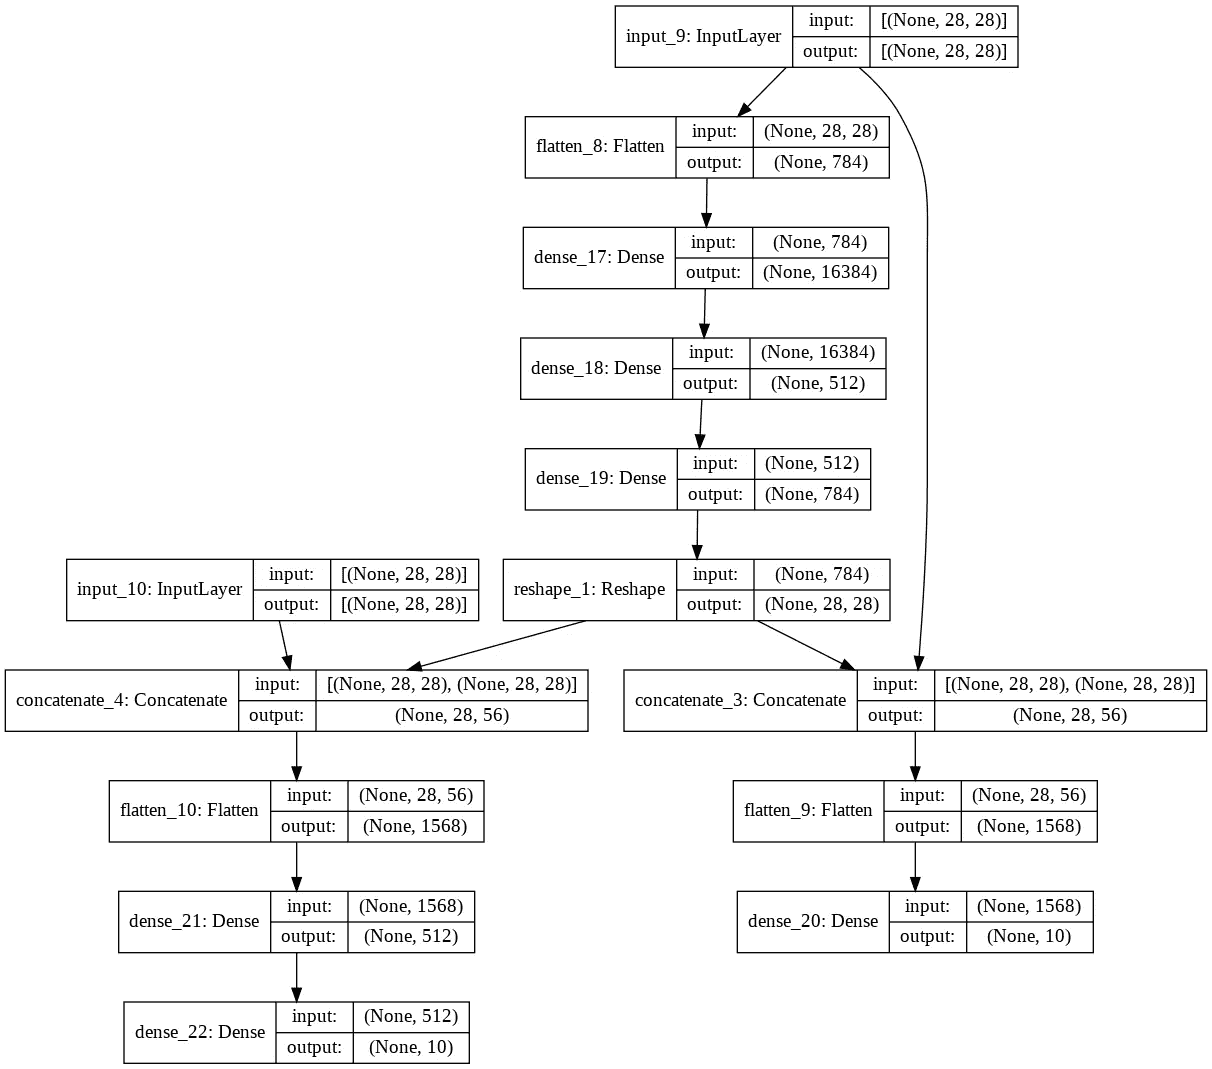 input_9: InputLayer
input: [(None, 28, 28)]
output: [(None, 28, 28)]
flatten_8: Flatten
input: (None, 28, 28)
output: (None, 784)
dense_17: Dense
input: (None, 784)
output: (None, 16384)
dense_18: Dense
input: (None, 16384)
output: (None, 512)
dense_19: Dense
input: (None, 512)
output: (None, 784)
input_10: InputLayer
input: [(None, 28, 28)]
output: [(None, 28, 28)]
reshape_1: Reshape
input: (None, 784)
output: (None, 28, 28)
concatenate_4: Concatenate
input: [(None, 28, 28), (None, 28, 28)]
output: (None, 28, 56)
concatenate_3: Concatenate
input: [(None, 28, 28), (None, 28, 28)]
output: (None, 28, 56)
flatten_10: Flatten
input: (None, 28, 56)
output: (None, 1568)
flatten_9: Flatten
input: (None, 28, 56)
output: (None, 1568)
dense_21: Dense
input: (None, 1568)
output: (None, 512)
dense_20: Dense
input: (None, 1568)
output: (None, 10)
dense_22: Dense
input: (None, 512)
output: (None, 10)